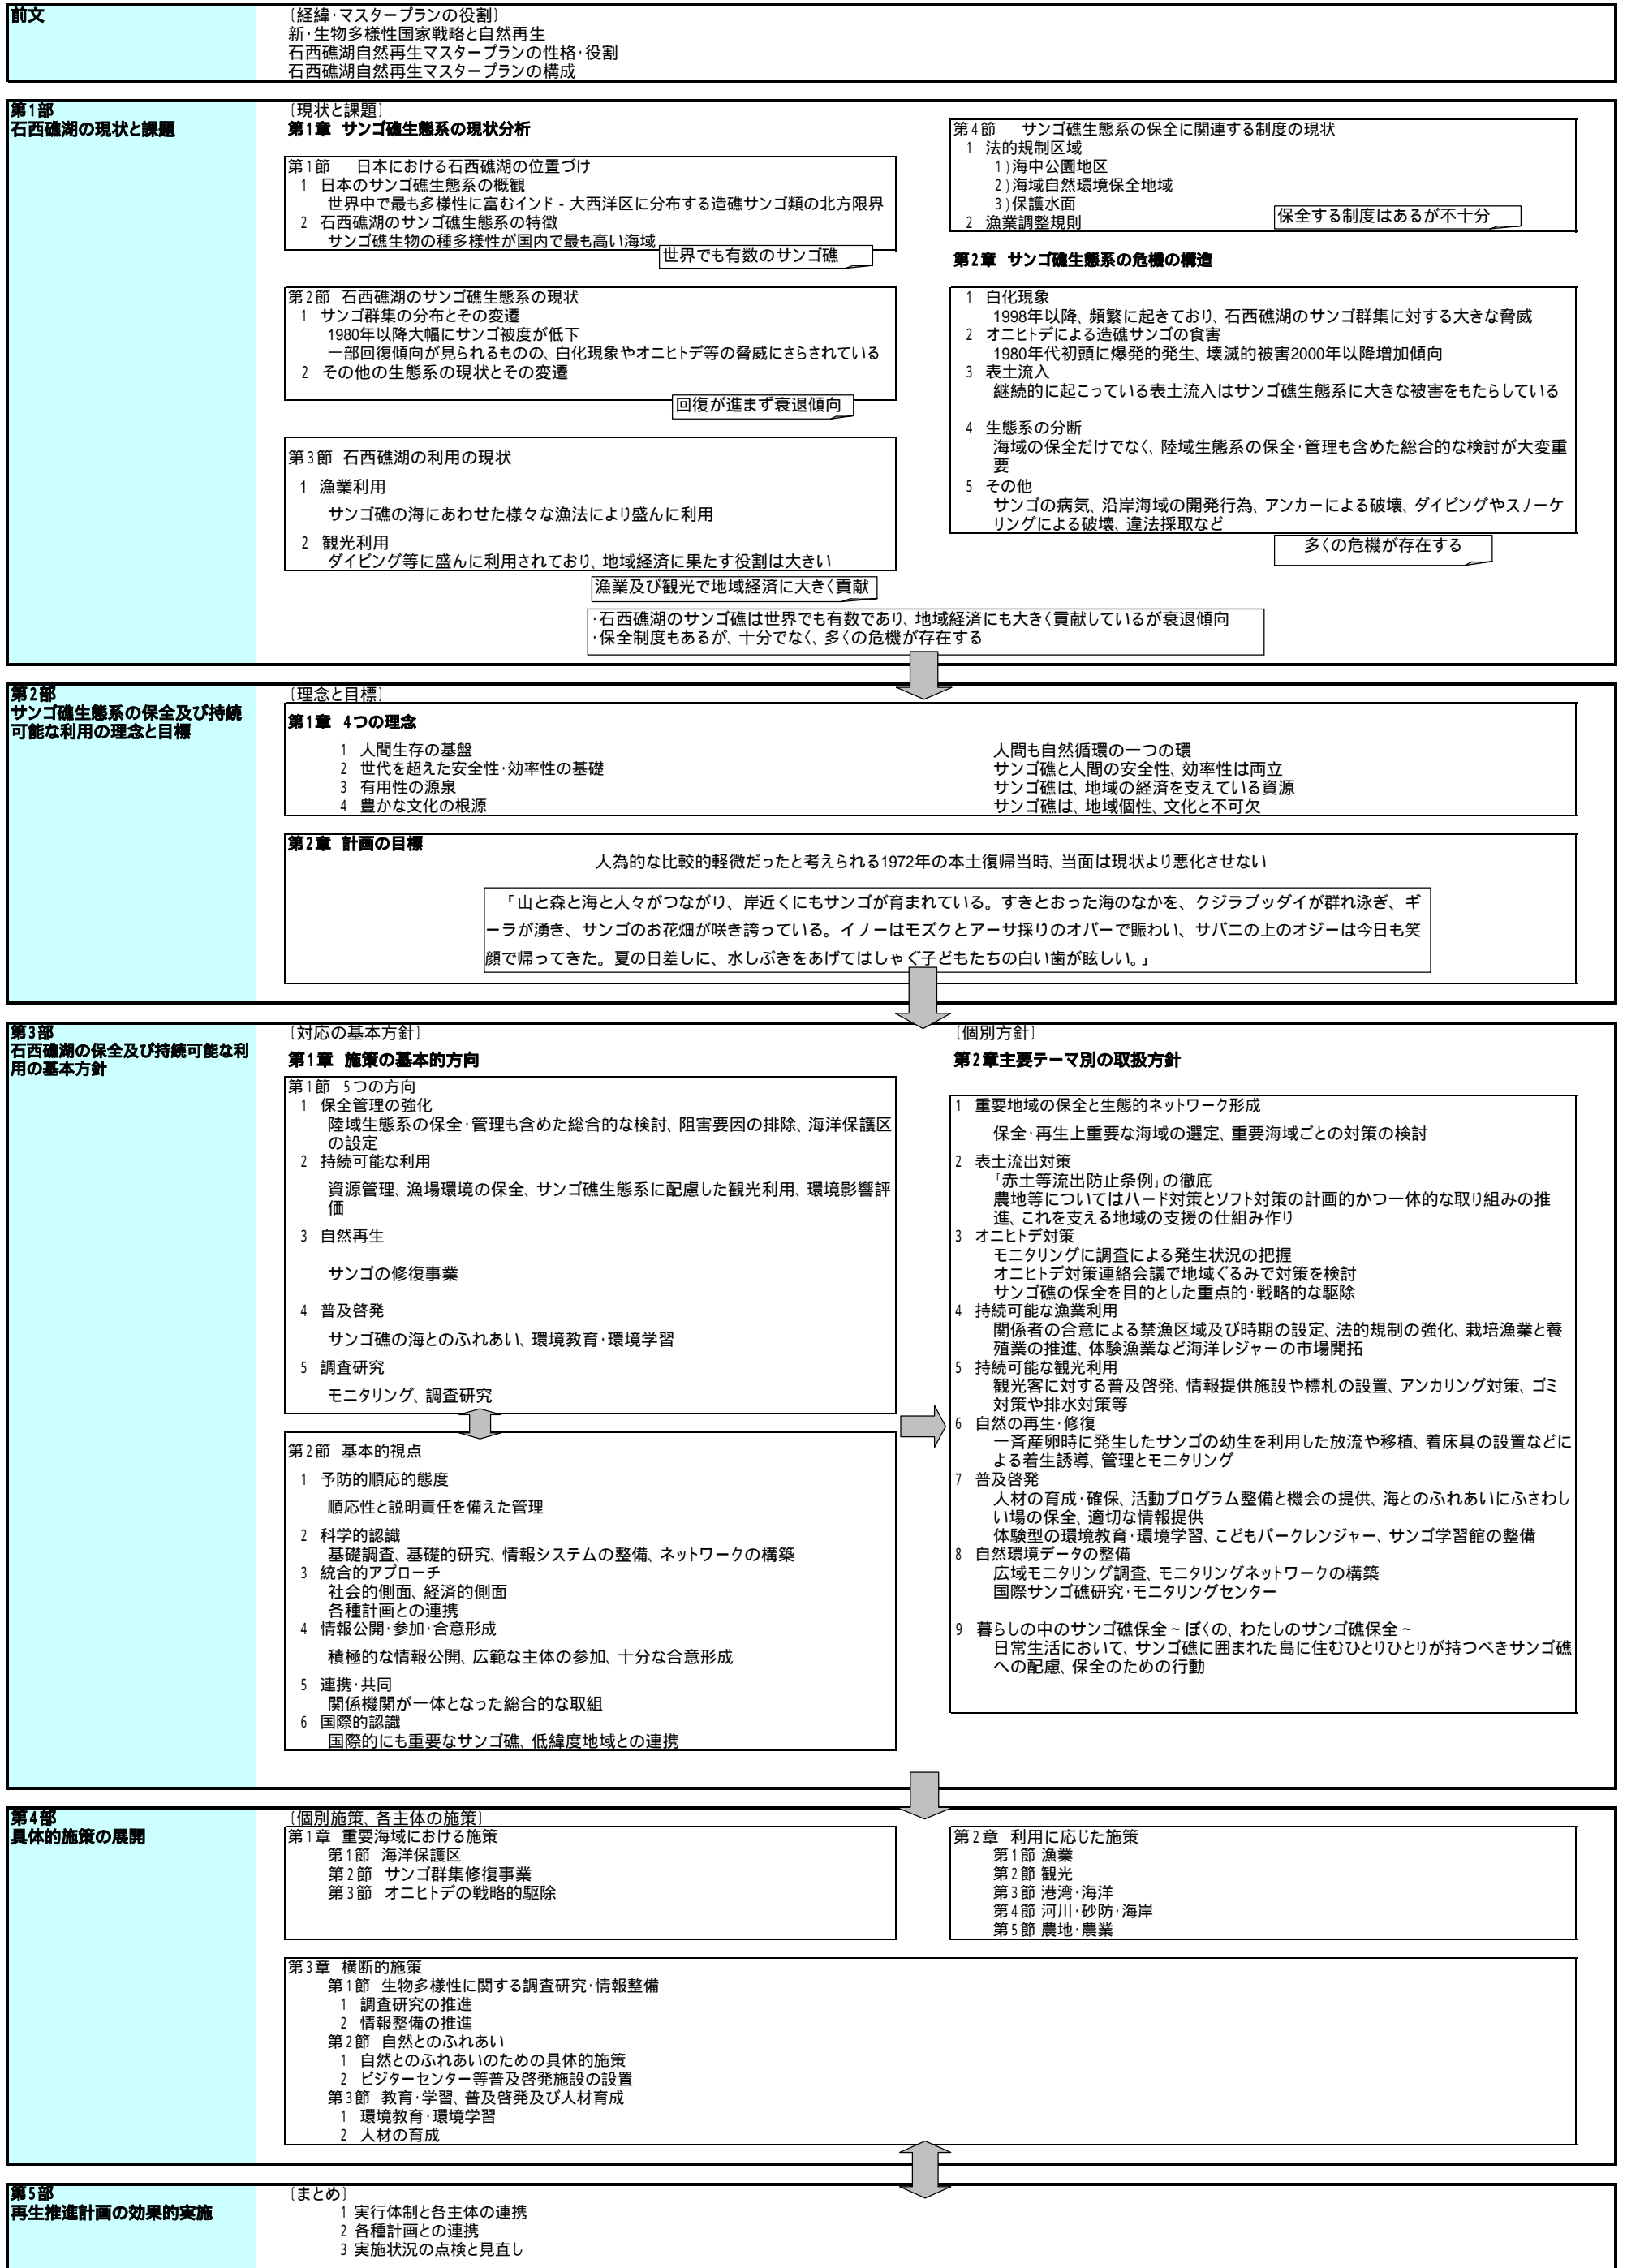 前文
〔経緯・マスタープランの役割〕
新・生物多様性国家戦略と自然再生
石西礁湖自然再生マスタープランの性格・役割
石西礁湖自然再生マスタープランの構成
第1部
石西礁湖の現状と課題
〔現状と課題〕
第1章 サンゴ礁生態系の現状分析
第1節 日本における石西礁湖の位置づけ
1 日本のサンゴ礁生態系の概観
世界中で最も多様性に富むインド - 大西洋区に分布する造礁サンゴ類の北方限界
2 石西礁湖のサンゴ礁生態系の特徴
サンゴ礁生物の種多様性が国内で最も高い海域
世界でも有数のサンゴ礁
第2節 石西礁湖のサンゴ礁生態系の現状
1 サンゴ群集の分布とその変遷
1980年以降大幅にサンゴ被度が低下
一部回復傾向が見られるものの、白化現象やオニヒトデ等の脅威にさらされている
2 その他の生態系の現状とその変遷
回復が進まず衰退傾向
第3節 石西礁湖の利用の現状
1 漁業利用
サンゴ礁の海にあわせた様々な漁法により盛んに利用
2 観光利用
ダイビング等に盛んに利用されており、地域経済に果たす役割は大きい
漁業及び観光で地域経済に大きく貢献
第4節 サンゴ礁生態系の保全に関連する制度の現状
1 法的規制区域
1)海中公園地区
2)海域自然環境保全地域
3)保護水面
2 漁業調整規則
保全する制度はあるが不十分
第2章 サンゴ礁生態系の危機の構造
1 白化現象
1998年以降、頻繁に起きており、石西礁湖のサンゴ群集に対する大きな脅威
2 オニヒトデによる造礁サンゴの食害
1980年代初頭に爆発的発生、壊滅的被害2000年以降増加傾向
3 表土流入
継続的に起こっている表土流入はサンゴ礁生態系に大きな被害をもたらしている
4 生態系の分断
海域の保全だけでなく、陸域生態系の保全・管理も含めた総合的な検討が大変重
要
5 その他
サンゴの病気、沿岸海域の開発行為、アンカーによる破壊、ダイビングやスノーケ
リングによる破壊、違法採取など
多くの危機が存在する
・石西礁湖のサンゴ礁は世界でも有数であり、地域経済にも大きく貢献しているが衰退傾向
・保全制度もあるが、十分でなく、多くの危機が存在する
第2部
サンゴ礁生態系の保全及び持続
可能な利用の理念と目標
〔理念と目標〕
第1章 4つの理念
1 人間生存の基盤 人間も自然循環の一つの環
2 世代を超えた安全性・効率性の基礎 サンゴ礁と人間の安全性、効率性は両立
3 有用性の源泉 サンゴ礁は、地域の経済を支えている資源
4 豊かな文化の根源 サンゴ礁は、地域個性、文化と不可欠
第2章 計画の目標
人為的な比較的軽微だったと考えられる1972年の本土復帰当時、当面は現状より悪化させない
「山と森と海と人々がつながり、岸近くにもサンゴが育まれている。すきとおった海のなかを、クジラブッダイが群れ泳ぎ、ギ
ーラが湧き、サンゴのお花畑が咲き誇っている。イノーはモズクとアーサ採りのオバーで賑わい、サバニの上のオジーは今日も笑
顔で帰ってきた。夏の日差しに、水しぶきをあげてはしゃぐ子どもたちの白い歯が眩しい。」
第3部
石西礁湖の保全及び持続可能な利
用の基本方針
〔対応の基本方針〕
第1章 施策の基本的方向
第1節 5つの方向
1 保全管理の強化
陸域生態系の保全・管理も含めた総合的な検討、阻害要因の排除、海洋保護区
の設定
2 持続可能な利用
資源管理、漁場環境の保全、サンゴ礁生態系に配慮した観光利用、環境影響評
価
3 自然再生
サンゴの修復事業
4 普及啓発
サンゴ礁の海とのふれあい、環境教育・環境学習
5 調査研究
モニタリング、調査研究
第2節 基本的視点
1 予防的順応的態度
順応性と説明責任を備えた管理
2 科学的認識
基礎調査、基礎的研究、情報システムの整備、ネットワークの構築
3 統合的アプローチ
社会的側面、経済的側面
各種計画との連携
4 情報公開・参加・合意形成
積極的な情報公開、広範な主体の参加、十分な合意形成
5 連携・共同
関係機関が一体となった総合的な取組
6 国際的認識
国際的にも重要なサンゴ礁、低緯度地域との連携
〔個別方針〕
第2章主要テーマ別の取扱方針
1 重要地域の保全と生態的ネットワーク形成
保全・再生上重要な海域の選定、重要海域ごとの対策の検討
2 表土流出対策
「赤土等流出防止条例」の徹底
農地等についてはハード対策とソフト対策の計画的かつ一体的な取り組みの推
進、これを支える地域の支援の仕組み作り
3 オニヒトデ対策
モニタリングに調査による発生状況の把握
オニヒトデ対策連絡会議で地域ぐるみで対策を検討
サンゴ礁の保全を目的とした重点的・戦略的な駆除
4 持続可能な漁業利用
関係者の合意による禁漁区域及び時期の設定、法的規制の強化、栽培漁業と養
殖業の推進、体験漁業など海洋レジャーの市場開拓
5 持続可能な観光利用
観光客に対する普及啓発、情報提供施設や標札の設置、アンカリング対策、ゴミ
対策や排水対策等
6 自然の再生・修復
一斉産卵時に発生したサンゴの幼生を利用した放流や移植、着床具の設置などに
よる着生誘導、管理とモニタリング
7 普及啓発
人材の育成・確保、活動プログラム整備と機会の提供、海とのふれあいにふさわし
い場の保全、適切な情報提供
体験型の環境教育・環境学習、こどもパークレンジャー、サンゴ学習館の整備
8 自然環境データの整備
広域モニタリング調査、モニタリングネットワークの構築
国際サンゴ礁研究・モニタリングセンター
9 暮らしの中のサンゴ礁保全 ~ ぼくの、わたしのサンゴ礁保全 ~
日常生活において、サンゴ礁に囲まれた島に住むひとりひとりが持つべきサンゴ礁
への配慮、保全のための行動
第4部
具体的施策の展開
〔個別施策、各主体の施策〕
第1章 重要海域における施策
第1節 海洋保護区
第2節 サンゴ群集修復事業
第3節 オニヒトデの戦略的駆除
第2章 利用に応じた施策
第1節 漁業
第2節 観光
第3節 港湾・海洋
第4節 河川・砂防・海岸
第5節 農地・農業
第3章 横断的施策
第1節 生物多様性に関する調査研究・情報整備
1 調査研究の推進
2 情報整備の推進
第2節 自然とのふれあい
1 自然とのふれあいのための具体的施策
2 ビジターセンター等普及啓発施設の設置
第3節 教育・学習、普及啓発及び人材育成
1 環境教育・環境学習
2 人材の育成
第5部
再生推進計画の効果的実施
〔まとめ〕
1 実行体制と各主体の連携
2 各種計画との連携
3 実施状況の点検と見直し